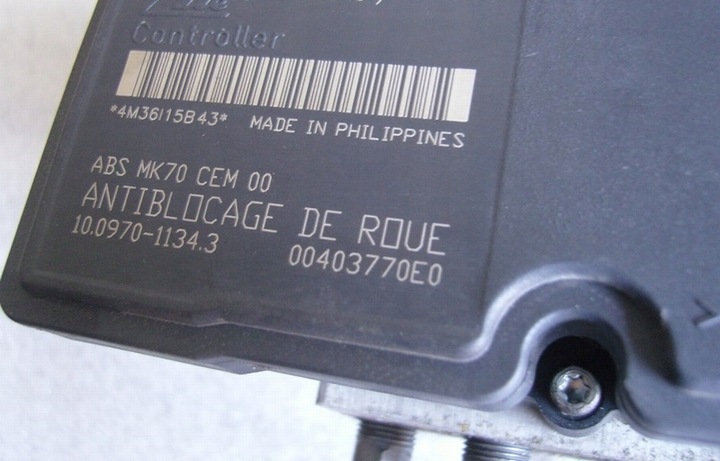 Controller
*4M36I15B43* MADE IN PHILIPPINES
ABS MK70 CEM 00
ANTIBLOCAGE DE ROUE
10.0970-1134.3 00403770E0